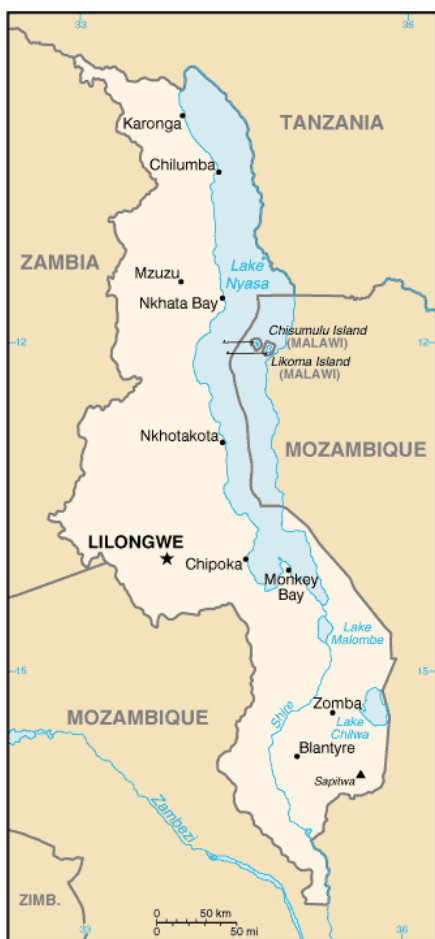 33
36
Karonga
TANZANIA
Chilumba
ZAMBIA
Mzuzu
Lake
Nyasa
Nkhata Bay
Chisumulu Island
(MALAWI)
12
12
Likoma Island
(MALAWI)
Nkhotakota
MOZAMBIQUE
LILONGWE
Chipoka
Monkey
Bay
Lake
Malombe
15
15
Zomba
MOZAMBIQUE
Shire
Lake
Chilwa
Blantyre
Sapitwa
Zambezi
ZIMB.
33
0 50 km
0 50 mi
36